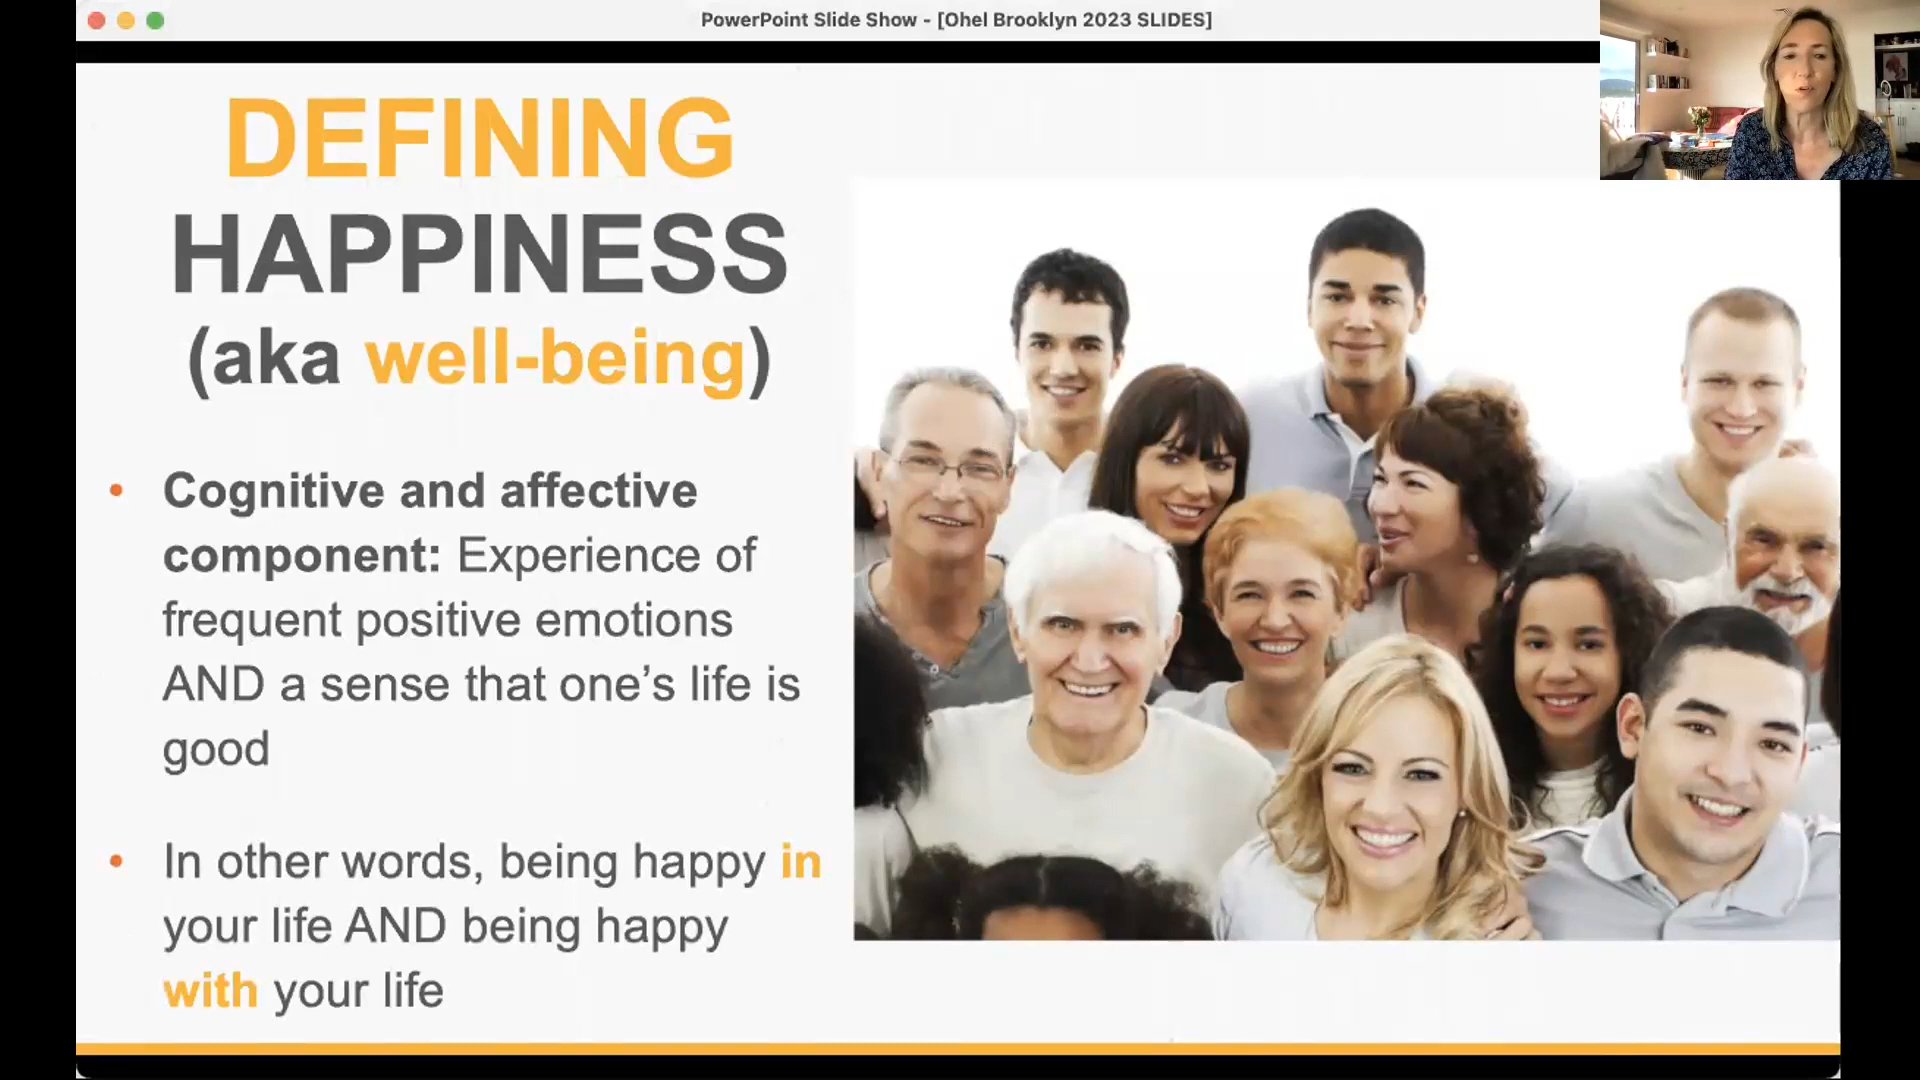 PowerPoint Slide Show - [Ohel Brooklyn 2023 SLIDES]
DEFINING
HAPPINESS
(aka well-being)
• Cognitive and affective
component: Experience of
frequent positive emotions
AND a sense that one’s life is
good
• In other words, being happy in
your life AND being happy
with your life